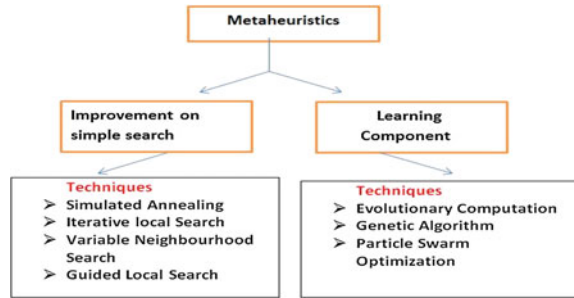 Metaheuristics
Improvement on
simple search
Learning
Component
Techniques
➢ Simulated Annealing
➢ Iterative local Search
➢ Variable Neighbourhood
Search
➢ Guided Local Search
Techniques
➢ Evolutionary Computation
➢ Genetic Algorithm
➢ Particle Swarm
Optimization